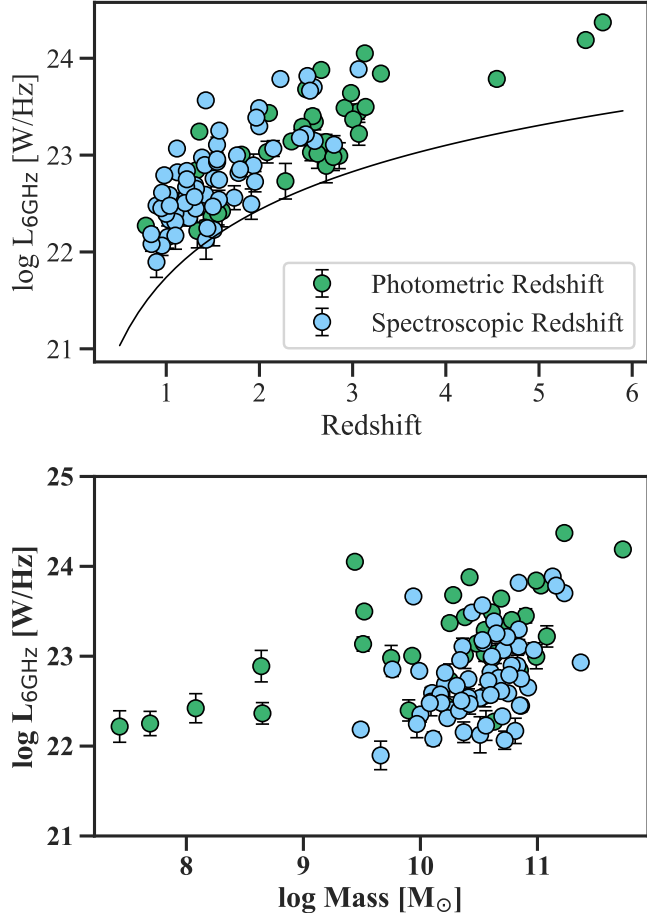 24
23
22
21
log L6GHz [W/Hz]
Photometric Redshift
Spectroscopic Redshift
1 2 3 4 5 6
Redshift
25
24
23
22
21
log L6GHz [W/Hz]
8 9 10 11
log Mass [M⊙]